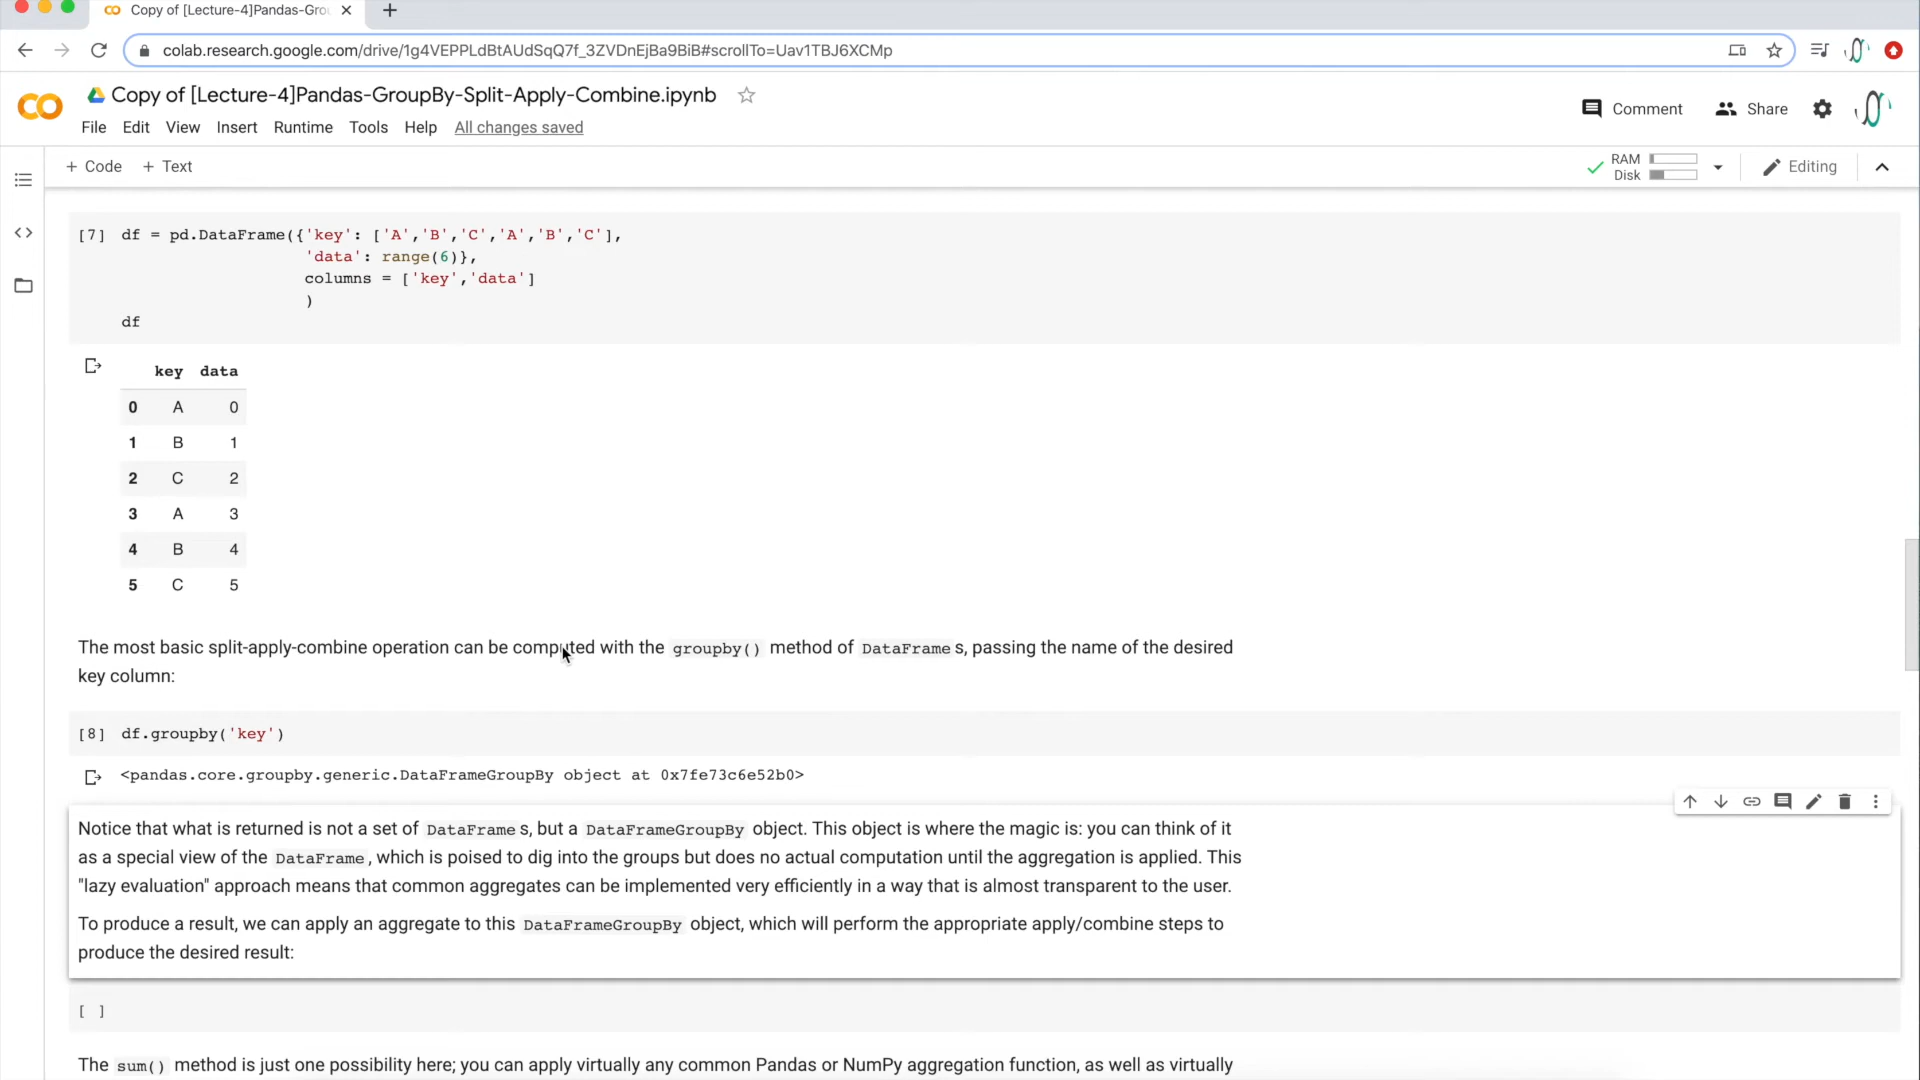 Copy of [Lecture-4]Pandas-Gro
colab.research.google.com/drive/1g4VEPPLdBtAUdSqQ7f_3ZVDnEjBa9BiB#scrollTo=Uav1TBJ6XCMp
Copy of [Lecture-4]Pandas-GroupBy-Split-Apply-Combine.ipynb
Comment Share
File Edit View Insert Runtime Tools Help All changes saved
+ Code + Text
RAM
Disk
Editing
[7] df = pd.DataFrame({'key': ['A','B','C','A','B','C'],
'data': range(6)},
columns = ['key','data']
)
df
key data
0 A 0
1 B 1
2 C 2
3 A 3
4 B 4
5 C 5
The most basic split-apply-combine operation can be computed with the groupby() method of DataFrame s, passing the name of the desired
key column:
[8] df.groupby('key')
<pandas.core.groupby.generic.DataFrameGroupBy object at 0x7fe73c6e52b0>
Notice that what is returned is not a set of DataFrame s, but a DataFrameGroupBy object. This object is where the magic is: you can think of it
as a special view of the DataFrame , which is poised to dig into the groups but does no actual computation until the aggregation is applied. This
"lazy evaluation" approach means that common aggregates can be implemented very efficiently in a way that is almost transparent to the user.
To produce a result, we can apply an aggregate to this DataFrameGroupBy object, which will perform the appropriate apply/combine steps to
produce the desired result:
[ ]
The sum() method is just one possibility here; you can apply virtually any common Pandas or NumPy aggregation function, as well as virtually